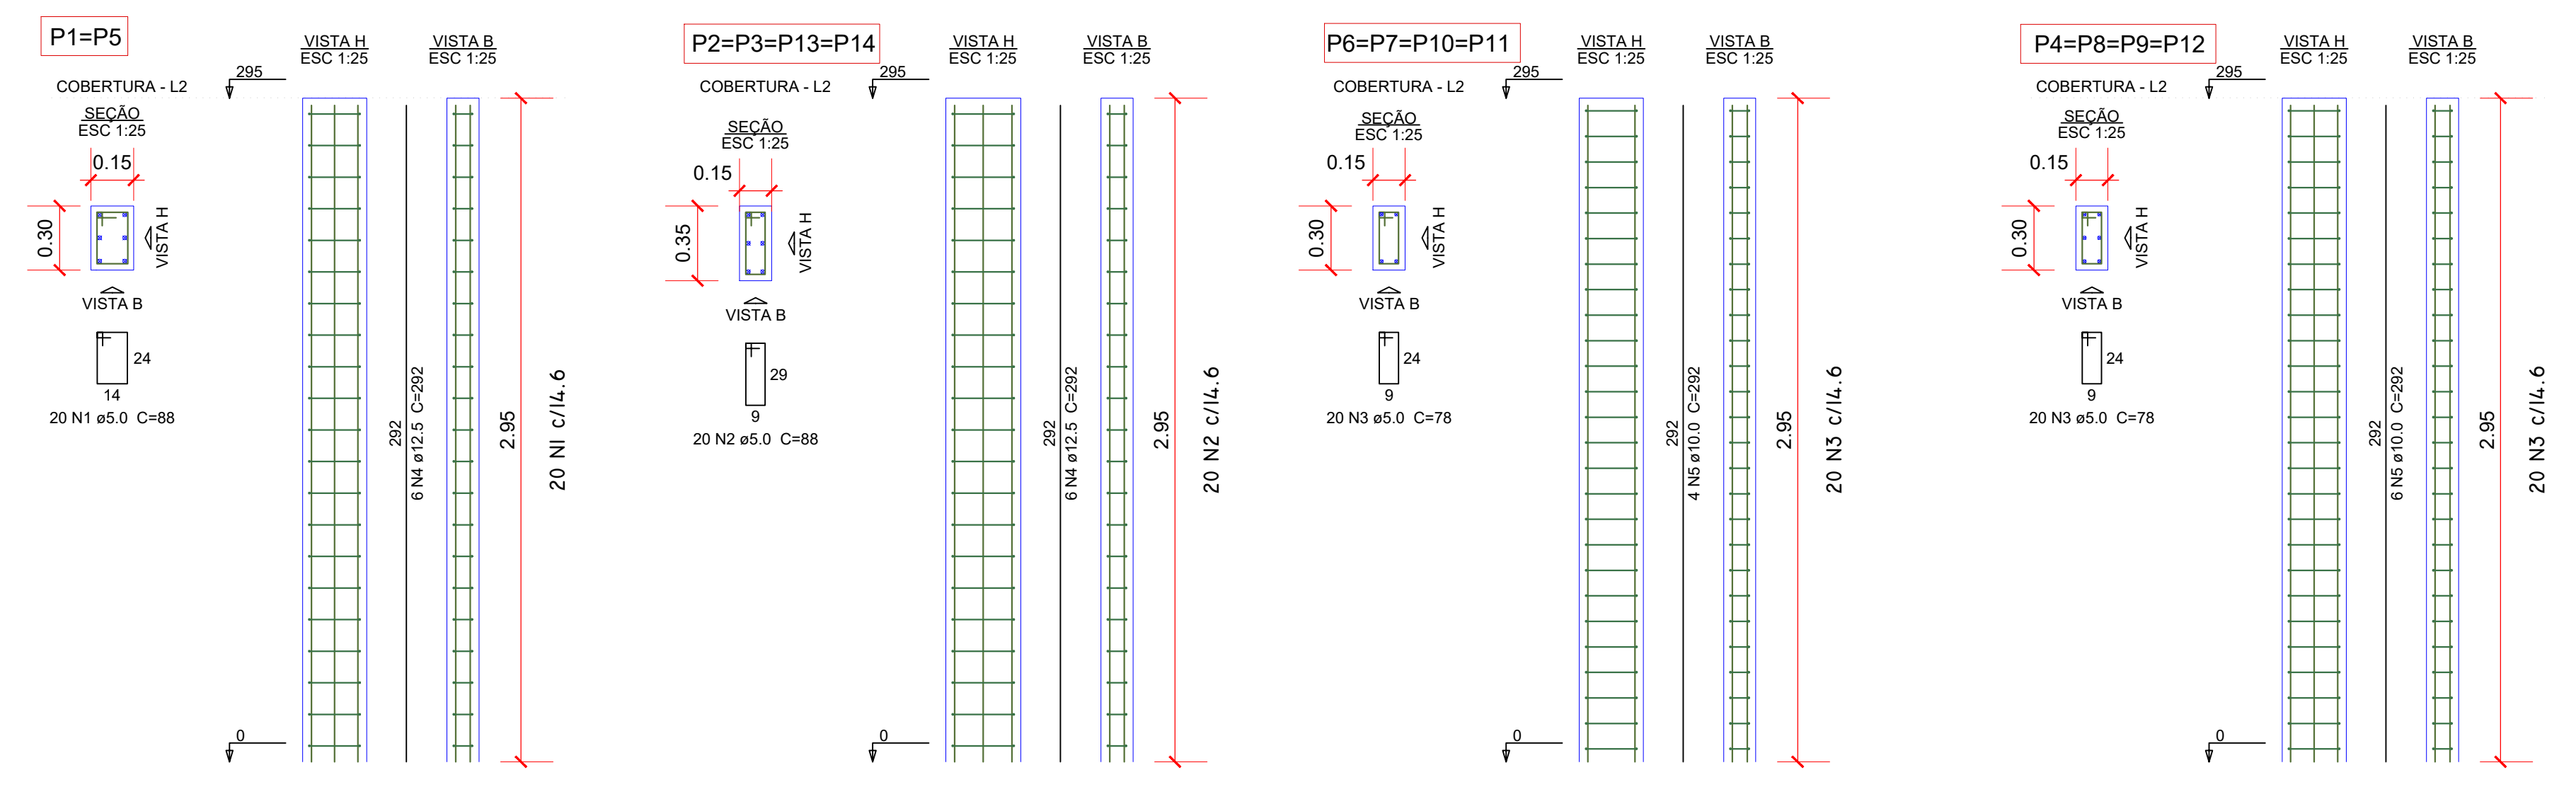 P1=P5
VISTA H
ESC 1:25
VISTA B
ESC 1:25
COBERTURA - L2
295
SEÇÃO
ESC 1:25
0.15
0.30
VISTA H
VISTA B
24
14
20 N1 ø5.0  C=88
292
6 N4 ø12.5  C=292
2.95
20 N1 c/14.6
0
P2=P3=P13=P14
VISTA H
ESC 1:25
VISTA B
ESC 1:25
COBERTURA - L2
295
SEÇÃO
ESC 1:25
0.15
0.35
VISTA H
VISTA B
29
9
20 N2 ø5.0  C=88
292
6 N4 ø12.5  C=292
2.95
20 N2 c/14.6
0
P6=P7=P10=P11
VISTA H
ESC 1:25
VISTA B
ESC 1:25
COBERTURA - L2
295
SEÇÃO
ESC 1:25
0.15
0.30
VISTA H
VISTA B
24
9
20 N3 ø5.0  C=78
292
4 N5 ø10.0  C=292
2.95
20 N3 c/14.6
0
P4=P8=P9=P12
VISTA H
ESC 1:25
VISTA B
ESC 1:25
COBERTURA - L2
295
SEÇÃO
ESC 1:25
0.15
0.30
VISTA H
VISTA B
24
9
20 N3 ø5.0  C=78
292
6 N5 ø10.0  C=292
2.95
20 N3 c/14.6
0